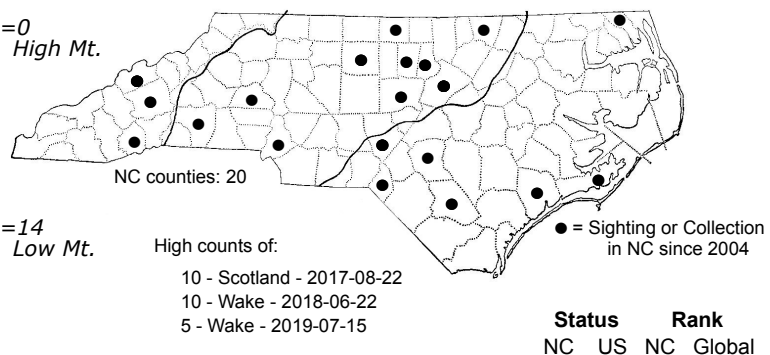 =0
High Mt.
NC counties: 20
=14
Low Mt.
High counts of:
10 - Scotland - 2017-08-22
10 - Wake - 2018-06-22
5 - Wake - 2019-07-15
● = Sighting or Collection
in NC since 2004
Status Rank
NC US NC Global